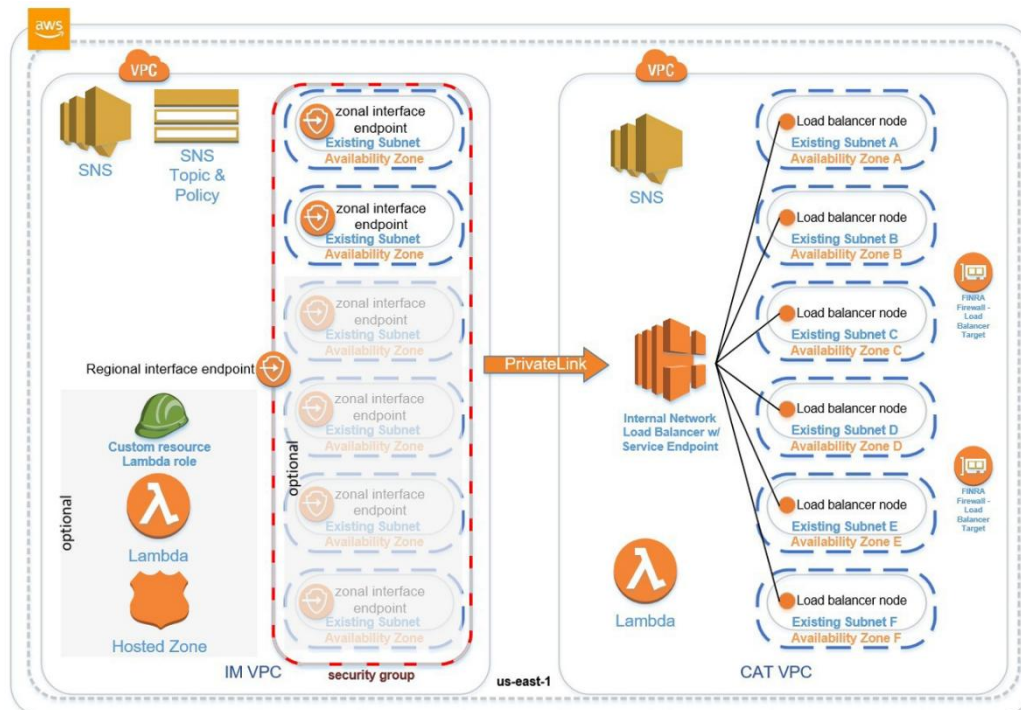 aws
VPC
SNS
SNS
Topic &
Policy
zonal interface
endpoint
Existing Subnet
Availability Zone
zonal interface
endpoint
Existing Subnet
Availability Zone
zonal interface
endpoint
Existing Subnet
Availability Zone
zonal interface
endpoint
Existing Subnet
Availability Zone
zonal interface
endpoint
Existing Subnet
Availability Zone
zonal interface
endpoint
Existing Subnet
Availability Zone
optional
Regional interface endpoint
optional
Custom resource
Lambda role
Lambda
Hosted Zone
IM VPC
security group
us-east-1
PrivateLink
VPC
SNS
Internal Network
Load Balancer w/
Service Endpoint
Lambda
Load balancer node
Existing Subnet A
Availability Zone A
Load balancer node
Existing Subnet B
Availability Zone B
Load balancer node
Existing Subnet C
Availability Zone C
Load balancer node
Existing Subnet D
Availability Zone D
Load balancer node
Existing Subnet E
Availability Zone E
Load balancer node
Existing Subnet F
Availability Zone F
FINRA
Firewall -
Load
Balancer
Target
FINRA
Firewall -
Load
Balancer
Target
CAT VPC